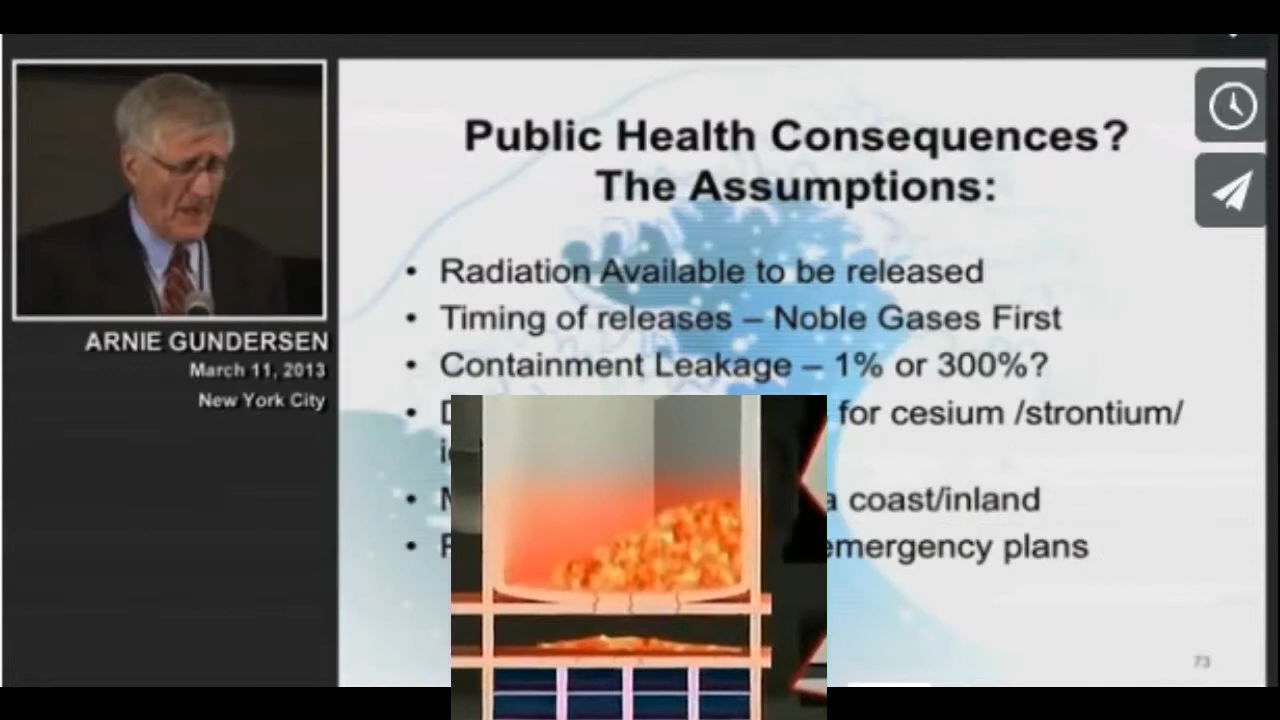 Public Health Consequences?
The Assumptions:
• Radiation Available to be released
• Timing of releases – Noble Gases First
ARNIE GUNDERSEN
March 11, 2013
New York City
• Containment Leakage – 1% or 300%?
• for cesium /strontium/
• coast/inland
• emergency plans
73